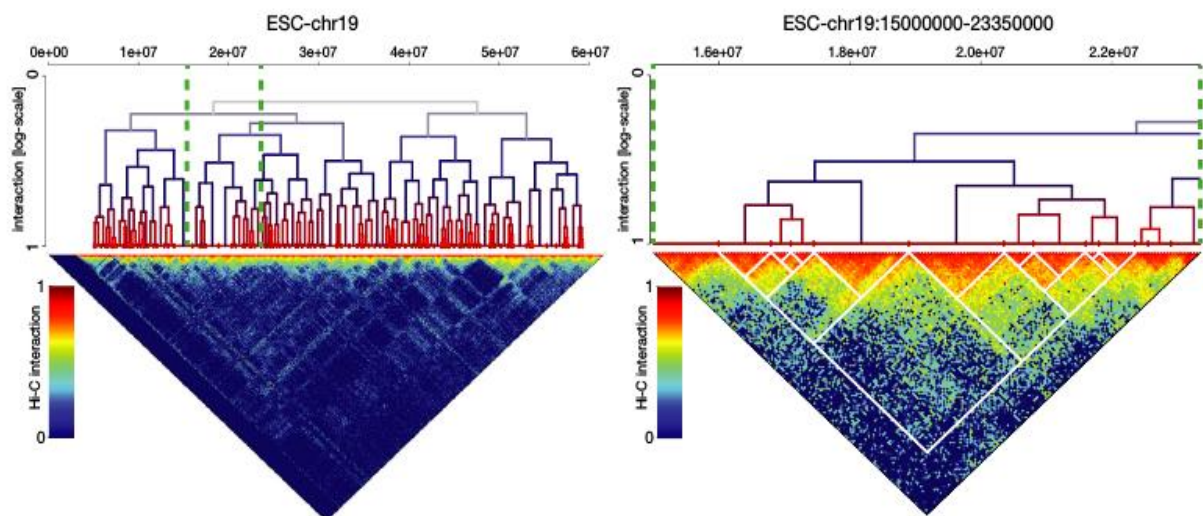 ESC-chr19
0e+00 1e+07 2e+07 3e+07 4e+07 5e+07 6e+07
0
interaction [log-scale]
1
1
Hi-C interaction
0
ESC-chr19:15000000-23350000
1.6e+07 1.8e+07 2.0e+07 2.2e+07
0
interaction [log-scale]
1
1
Hi-C interaction
0